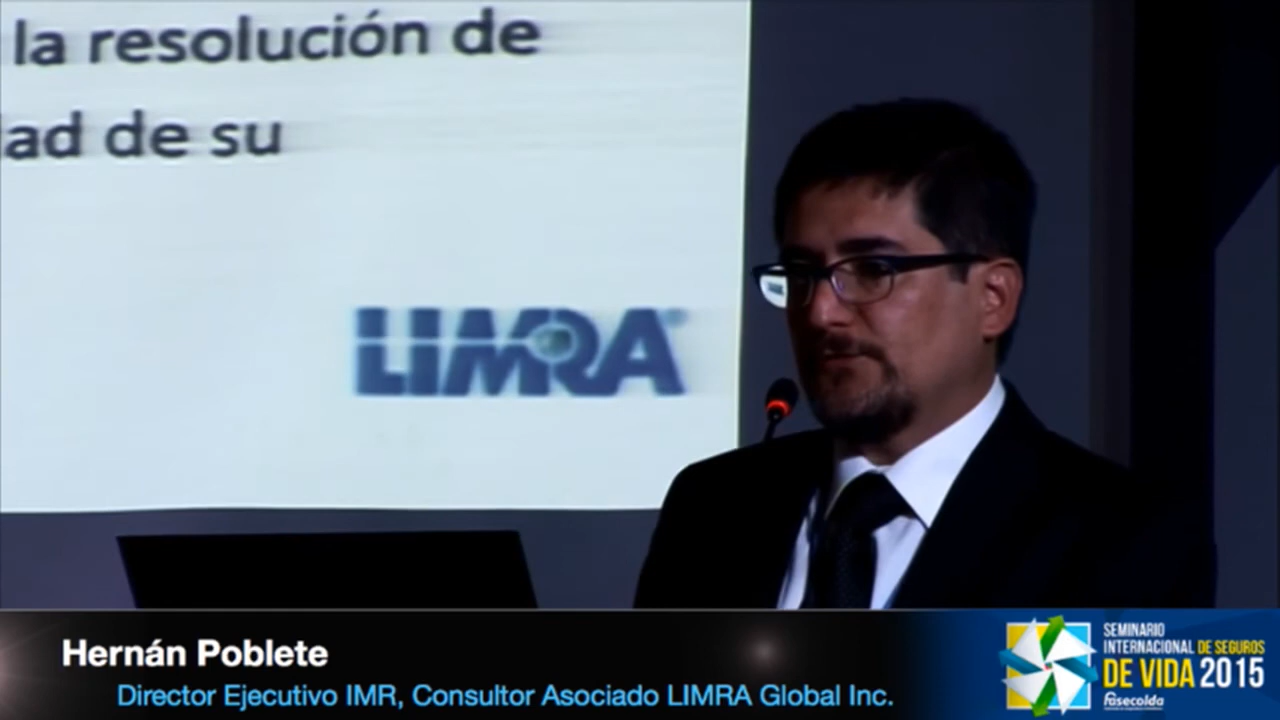 la resolución de
dad de su
LIMRA®
Hernán Poblete
Director Ejecutivo IMR, Consultor Asociado LIMRA Global Inc.
SEMINARIO
INTERNACIONAL DE SEGUROS
DE VIDA 2015
fasecolda